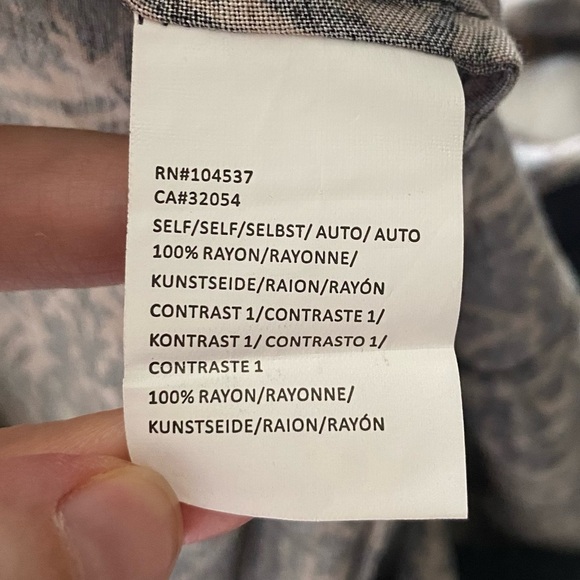 RN#104537
CA#32054
SELF/SELF/SELBST/ AUTO/ AUTO
100% RAYON/RAYONNE/
KUNSTSEIDE/RAION/RAYÓN
CONTRAST 1/CONTRASTE 1/
KONTRAST 1/ CONTRASTO 1/
CONTRASTE 1
100% RAYON/RAYONNE/
KUNSTSEIDE/RAION/RAYÓN